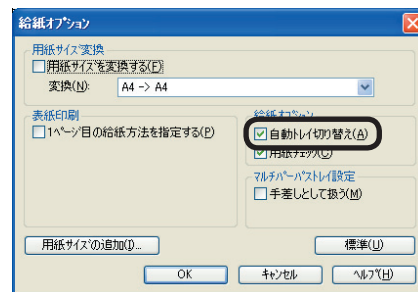 給紙オプション
用紙サイズ変換
用紙サイズを変換する(F)
変換(N):
A4 -> A4
表紙印刷
1ページ目の給紙方法を指定する(P)
給紙オプション
自動トレイ切り替え(A)
用紙チェック(C)
マルチパーパストレイ設定
手差しとして扱う(M)
用紙サイズの追加(I)...
標準(U)
OK
キャンセル
ヘルプ(H)